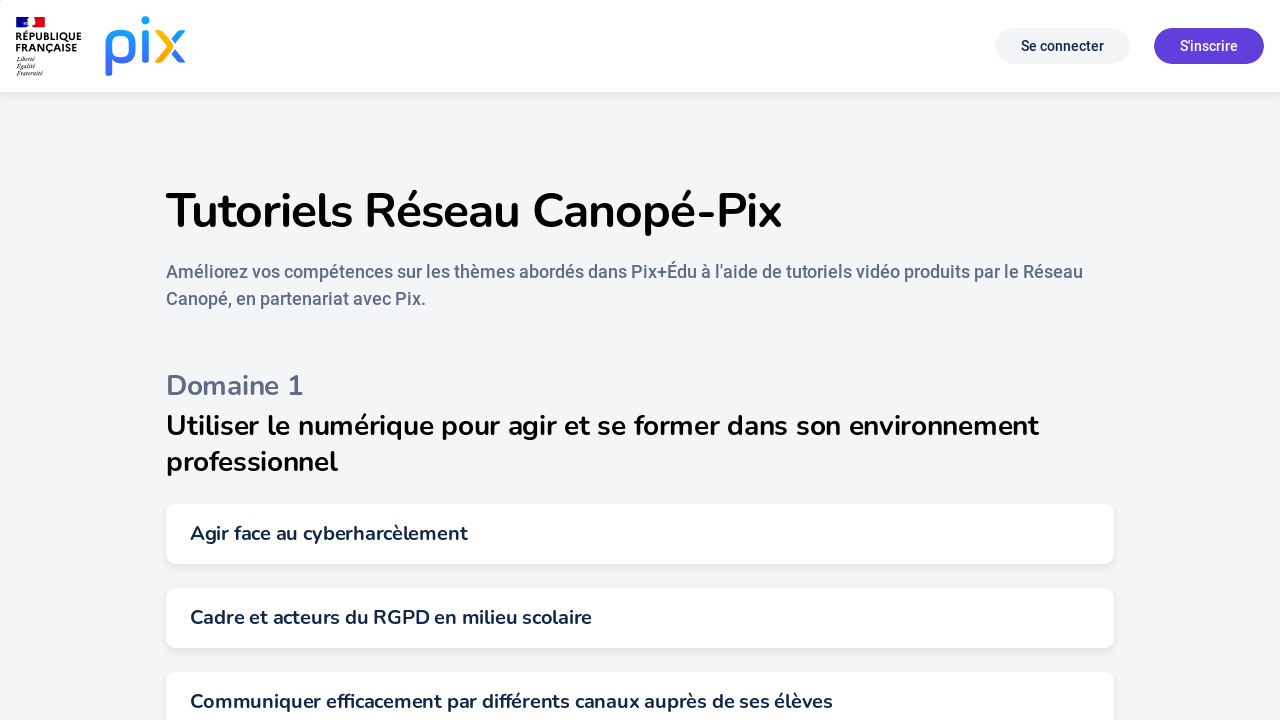 RÉPUBLIQUE
FRANÇAISE
Liberté
Égalité
Fraternité
pix
Se connecter
S'inscrire
Tutoriels Réseau Canopé-Pix
Améliorez vos compétences sur les thèmes abordés dans Pix+Édu à l'aide de tutoriels vidéo produits par le Réseau
Canopé, en partenariat avec Pix.
Domaine 1
Utiliser le numérique pour agir et se former dans son environnement
professionnel
Agir face au cyberharcèlement
Cadre et acteurs du RGPD en milieu scolaire
Communiquer efficacement par différents canaux auprès de ses élèves